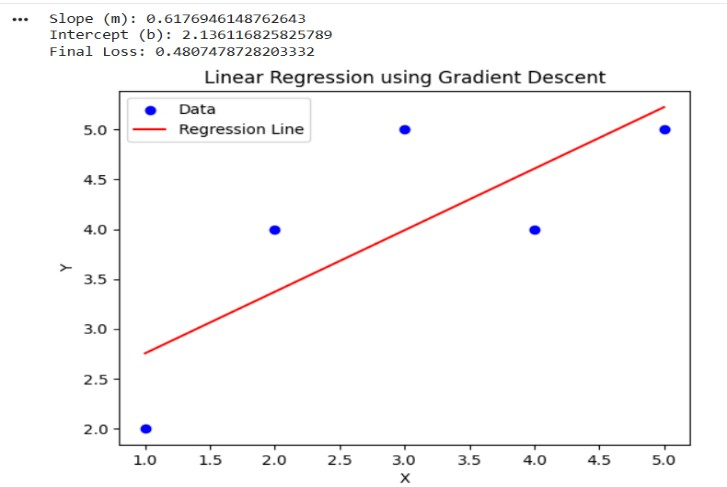 ••• Slope (m): 0.6176946148762643
Intercept (b): 2.136116825825789
Final Loss: 0.4807478728203332
Linear Regression using Gradient Descent
Data
Regression Line
5.0
4.5
4.0
3.5
3.0
2.5
2.0
Y
1.0 1.5 2.0 2.5 3.0 3.5 4.0 4.5 5.0
X